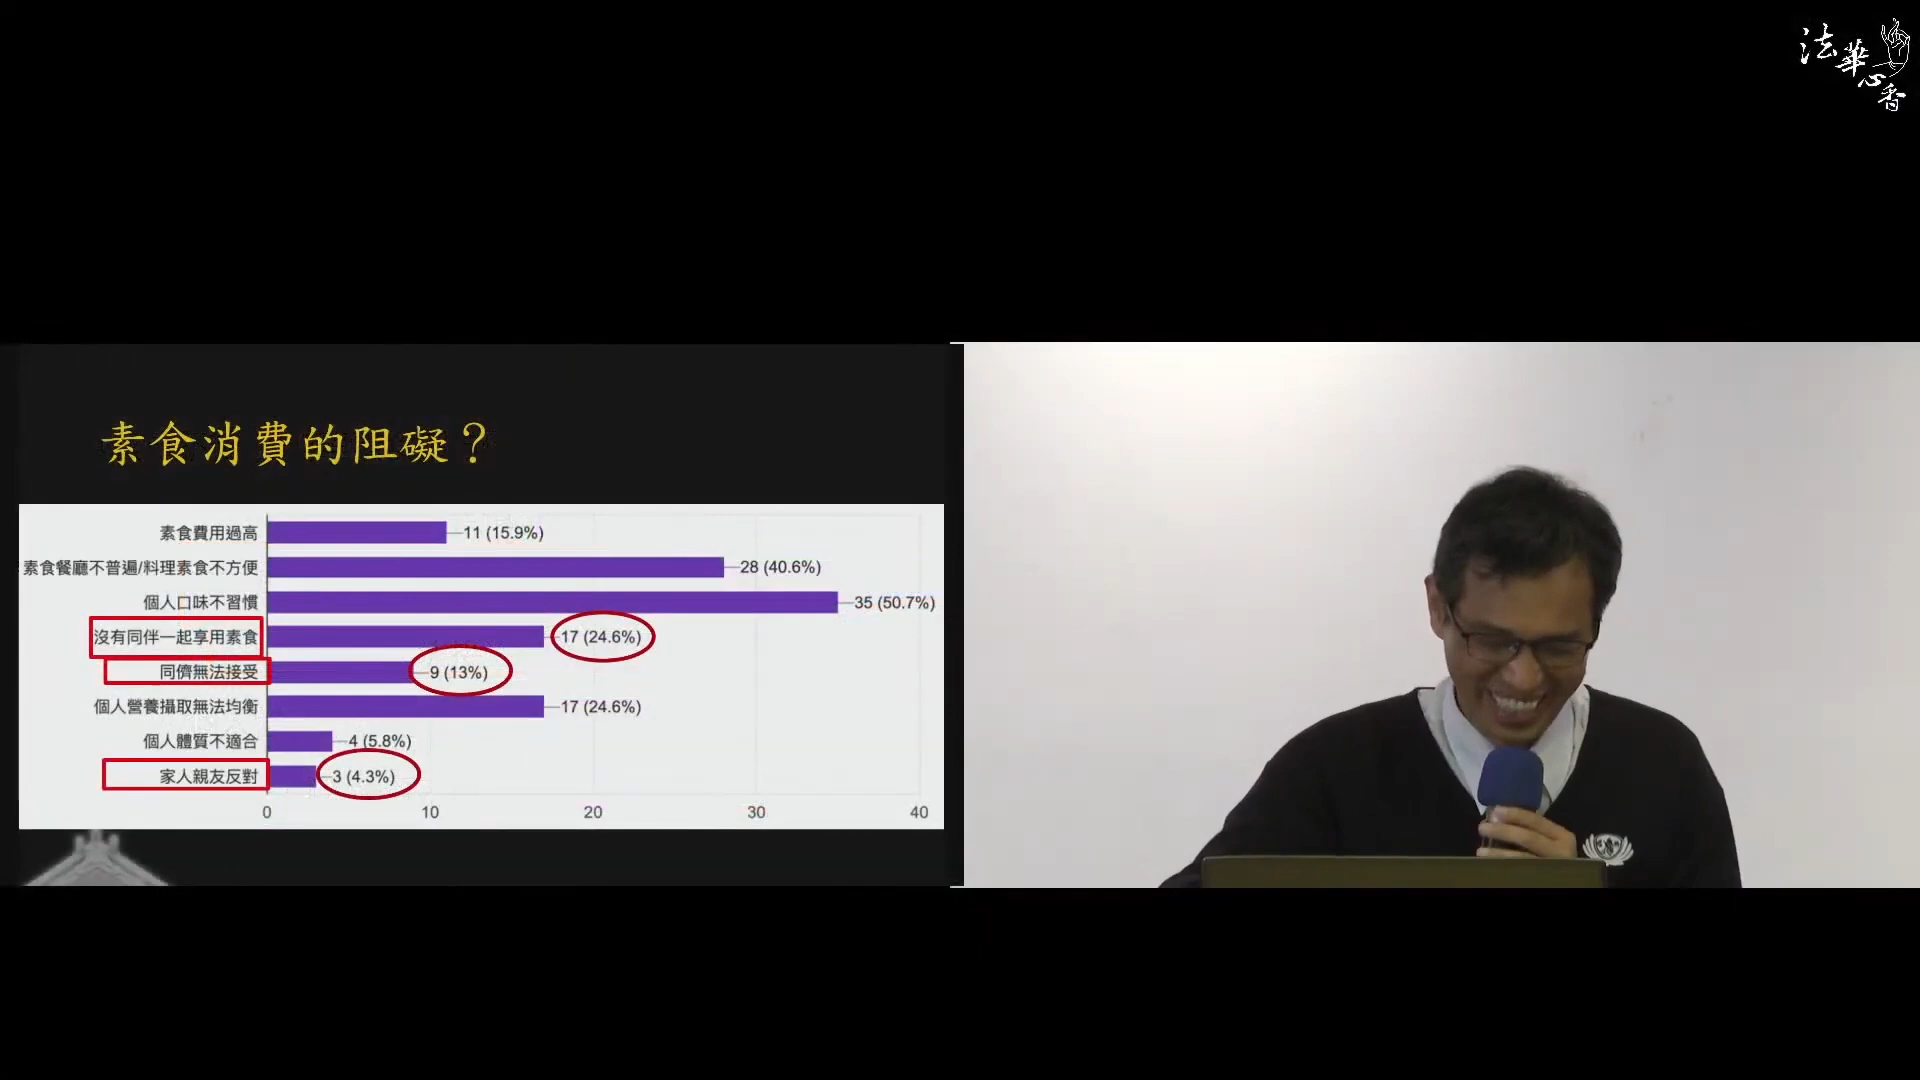 法華心香
素食消費的阻礙？
素食費用過高 11 (15.9%)
素食餐廳不普遍/料理素食不方便 28 (40.6%)
個人口味不習慣 35 (50.7%)
沒有同伴一起享用素食 17 (24.6%)
同儕無法接受 9 (13%)
個人營養攝取無法均衡 17 (24.6%)
個人體質不適合 4 (5.8%)
家人親友反對 3 (4.3%)
0 10 20 30 40